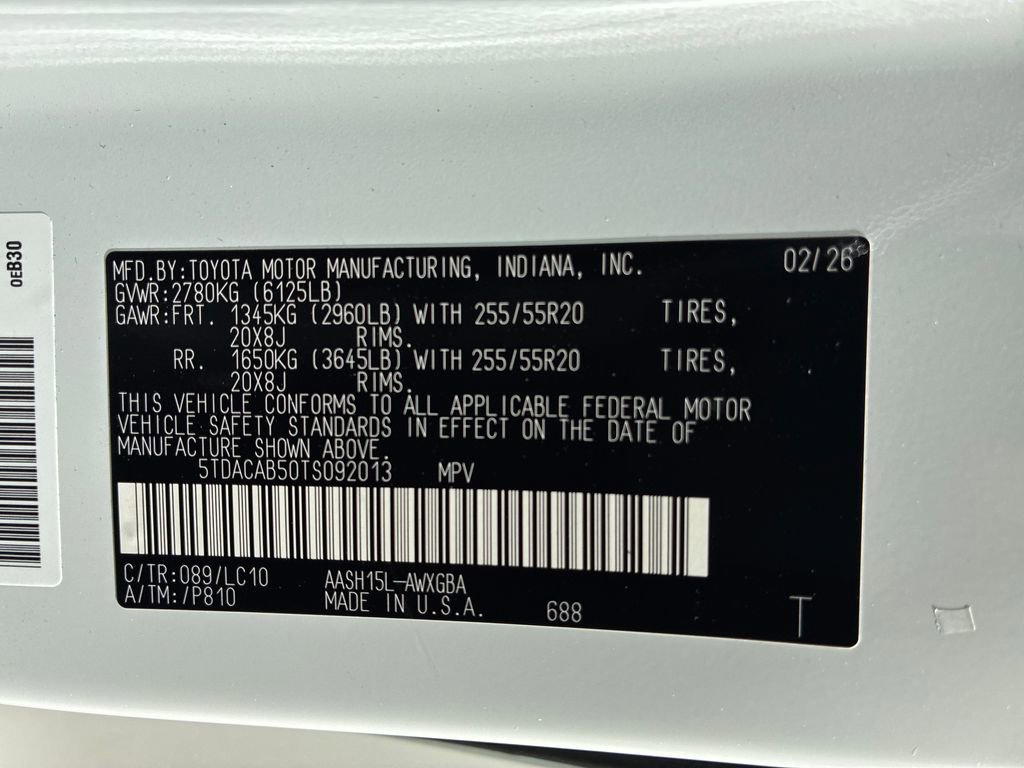 0EB30
MFD.BY:TOYOTA MOTOR MANUFACTURING, INDIANA, INC. 02/26
GVWR:2780KG (6125LB)
GAWR:FRT. 1345KG (2960LB) WITH 255/55R20 TIRES,
20X8J RIMS.
RR. 1650KG (3645LB) WITH 255/55R20 TIRES,
20X8J RIMS.
THIS VEHICLE CONFORMS TO ALL APPLICABLE FEDERAL MOTOR
VEHICLE SAFETY STANDARDS IN EFFECT ON THE DATE OF
MANUFACTURE SHOWN ABOVE.
5TDACAB50TS092013 MPV
C/TR:089/LC10 AASH15L-AWXGBA
A/TM:/P810 MADE IN U.S.A. 688 T